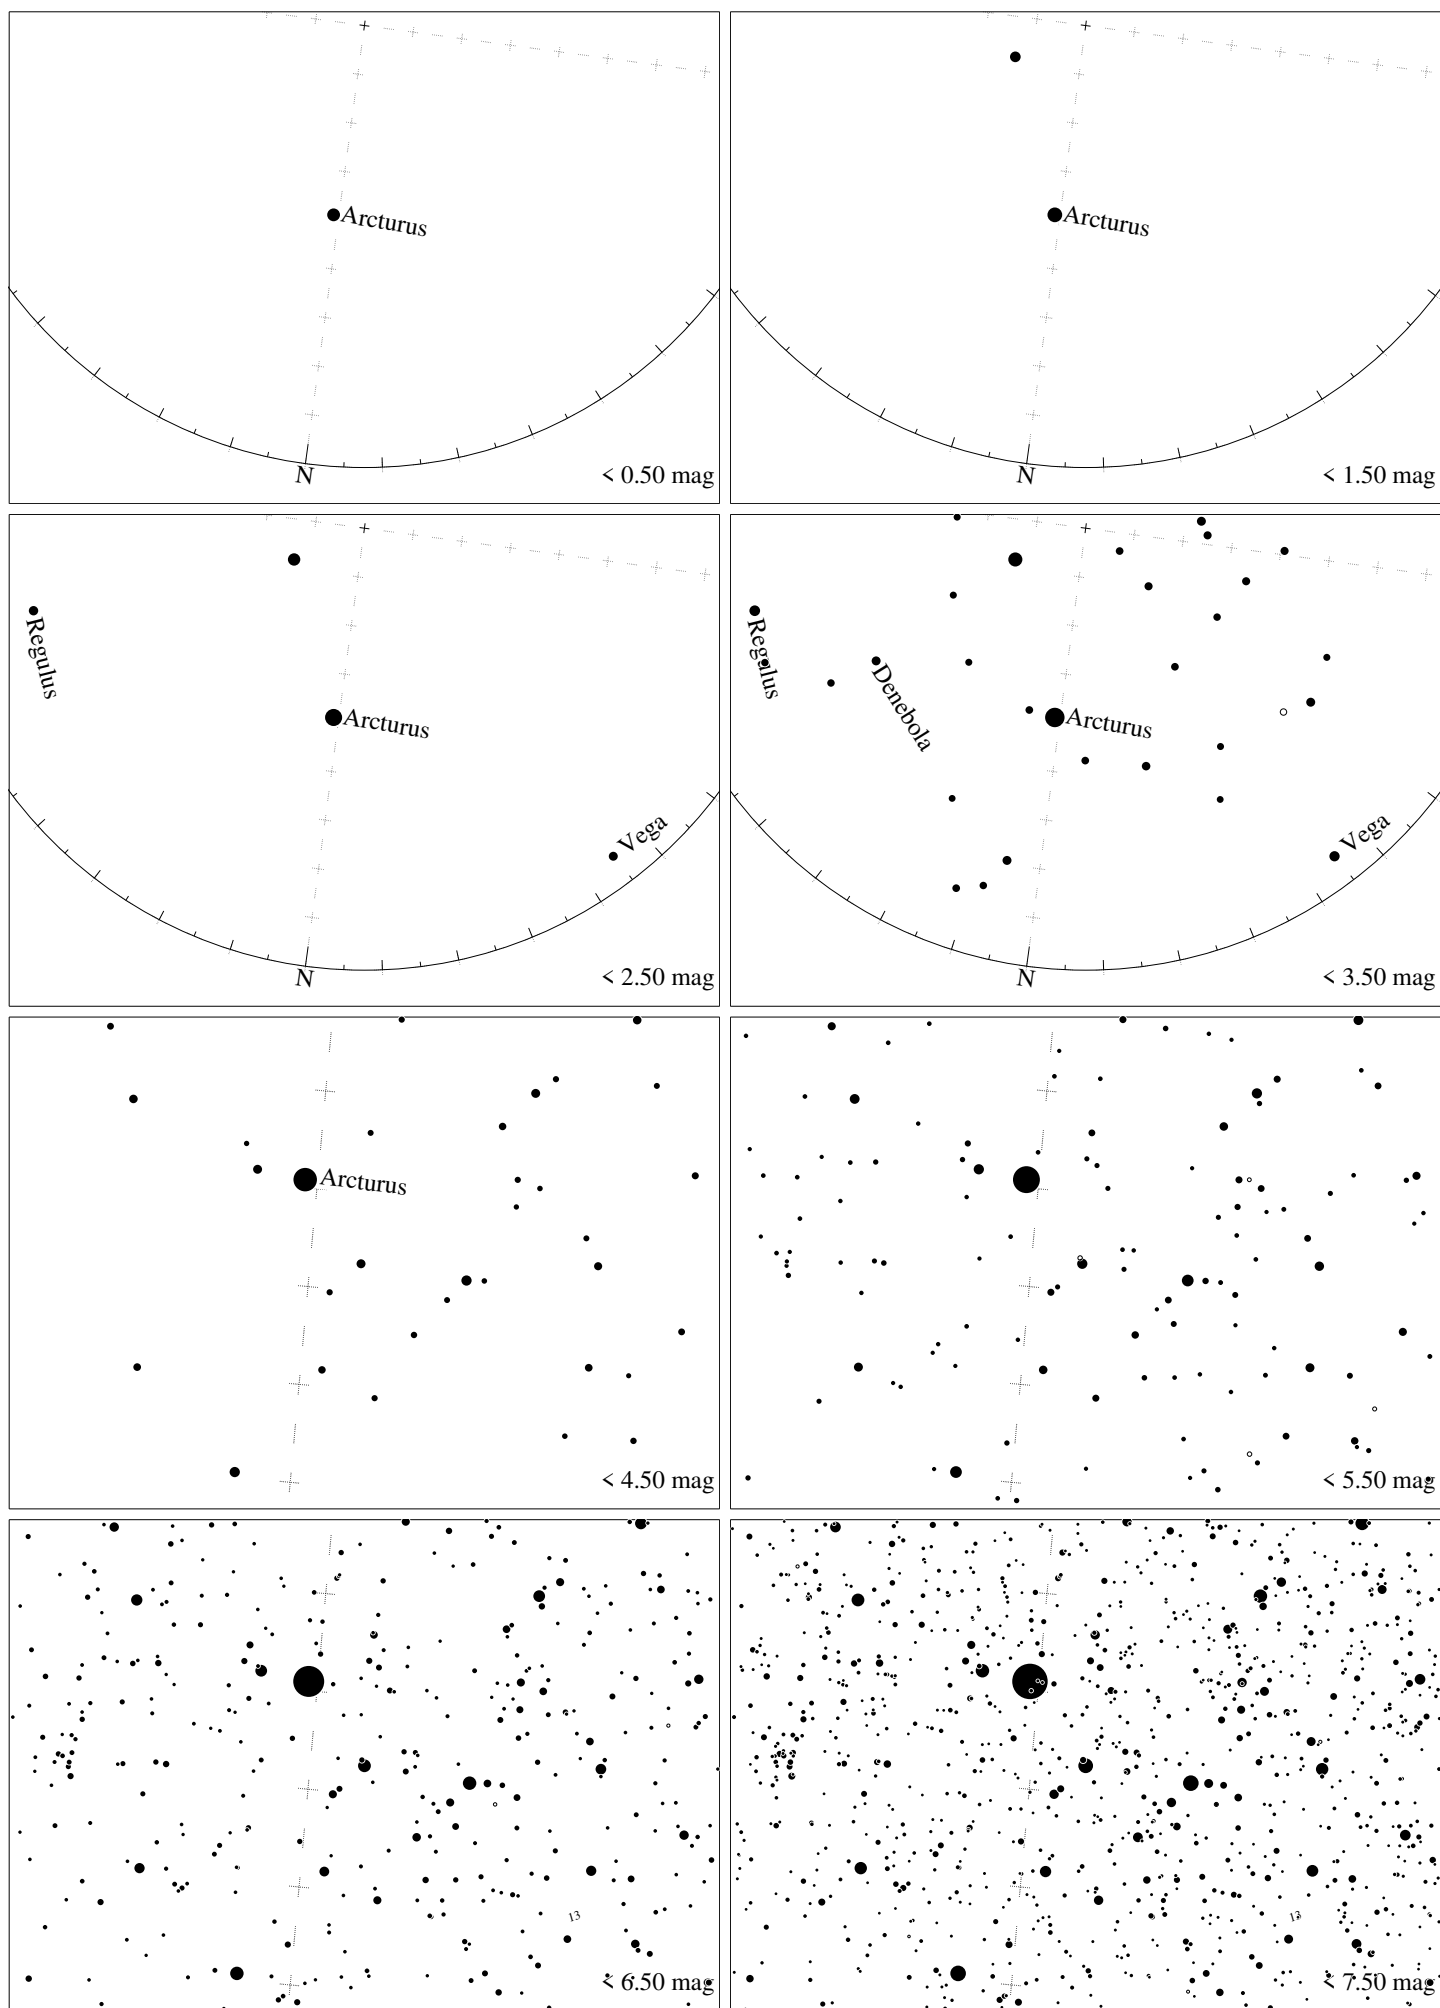 Arcturus
N
< 0.50 mag
Arcturus
N
< 1.50 mag
Regulus
Arcturus
Vega
N
< 2.50 mag
Regulus
Denebola
Arcturus
Vega
N
< 3.50 mag
Arcturus
< 4.50 mag
< 5.50 mag
13
< 6.50 mag
13
< 7.50 mag